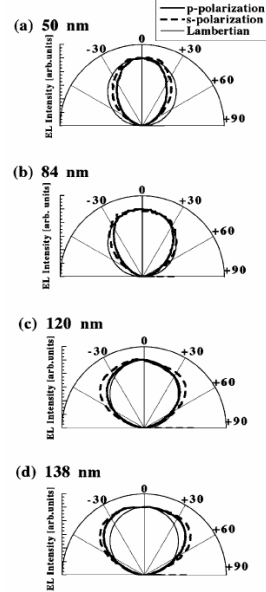 p-polarization
s-polarization
Lambertian
(a) 50 nm
0
-30
+30
+60
+90
EL Intensity [arb.units]
(b) 84 nm
0
-30
+30
+60
+90
EL Intensity [arb. units]
(c) 120 nm
0
-30
+30
+60
+90
EL Intensity [arb.units]
(d) 138 nm
0
-30
+30
+60
+90
EL Intensity [arb.units]